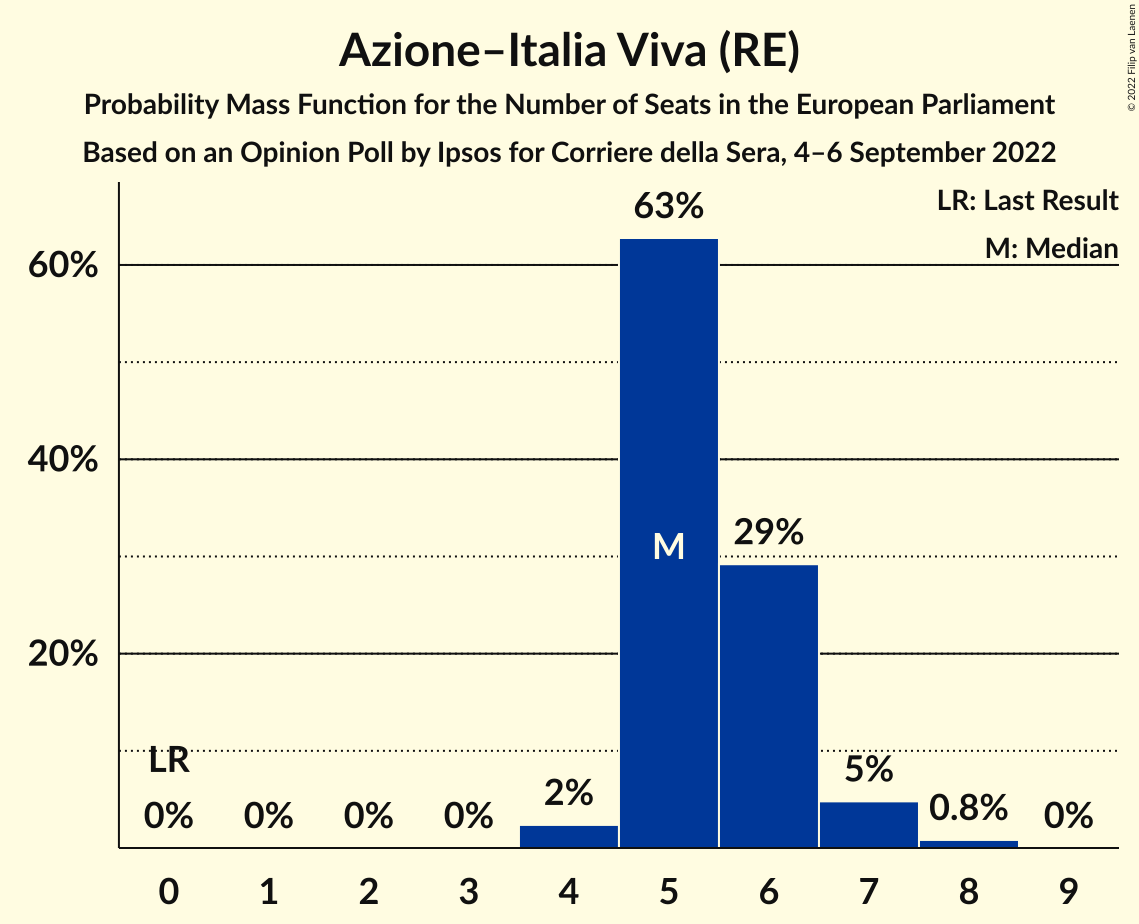 Azione–Italia Viva (RE)
Probability Mass Function for the Number of Seats in the European Parliament
Based on an Opinion Poll by Ipsos for Corriere della Sera, 4–6 September 2022
© 2022 Filip van Laenen
LR: Last Result
M: Median
63%
60%
40%
29%
M
20%
LR
5%
2%
0.8%
0% 0% 0% 0% 0%
0 1 2 3 4 5 6 7 8 9